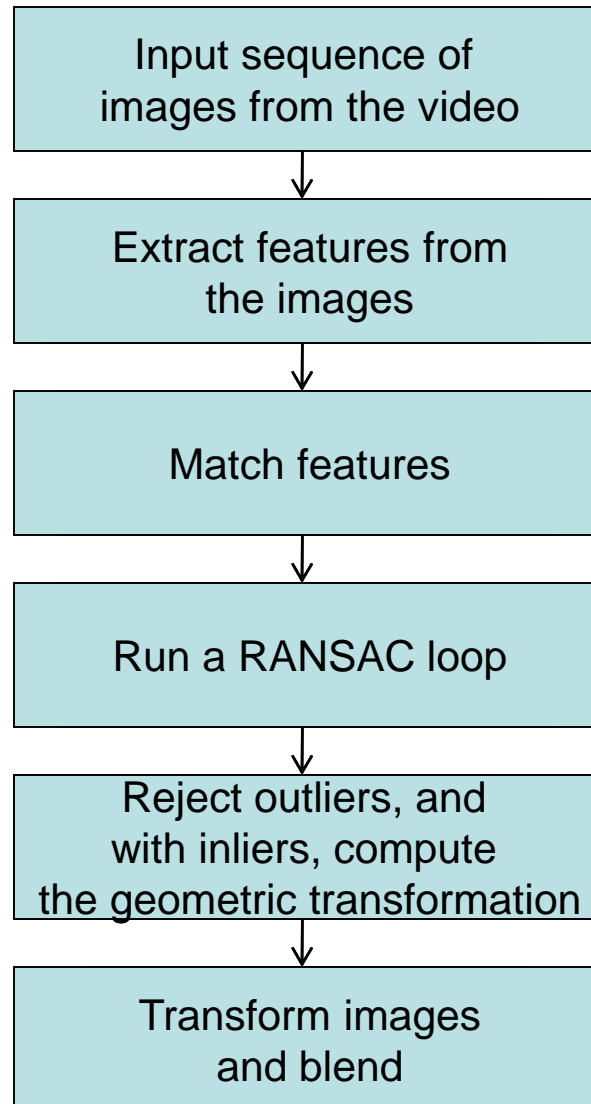 Input sequence of
images from the video
Extract features from
the images
Match features
Run a RANSAC loop
Reject outliers, and
with inliers, compute
the geometric transformation
Transform images
and blend